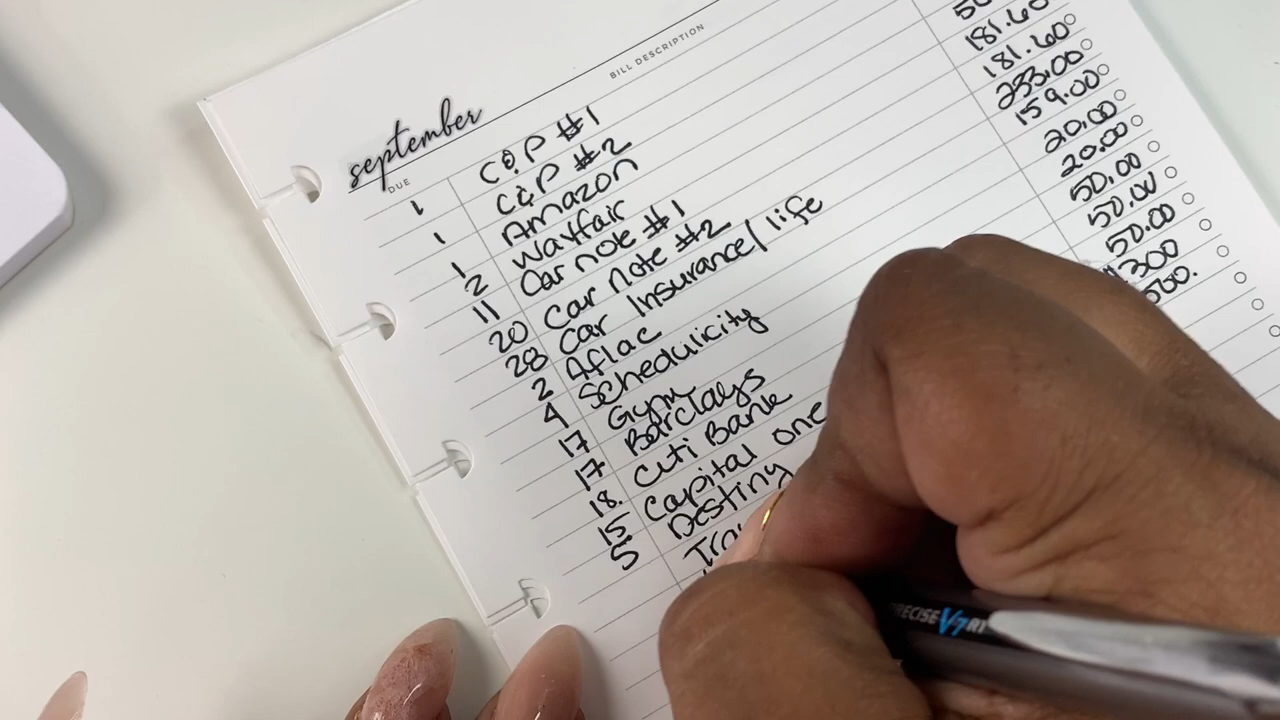 september
DUE
BILL DESCRIPTION
1 C&P #1
1 C&P #2
1 Amazon
2 Wayfair
11 Car note #1
20 Car note #2
28 Car Insurance/life
2 Aflac
4 Schedulicity
17 Gym
17 Barclays
18. Citi Bank
15 Capital one
5 Destiny
181.60
181.60
233.00
159.00
20.00
20.00
50.00
50.00
50.00
300
PRECISE V7 RT